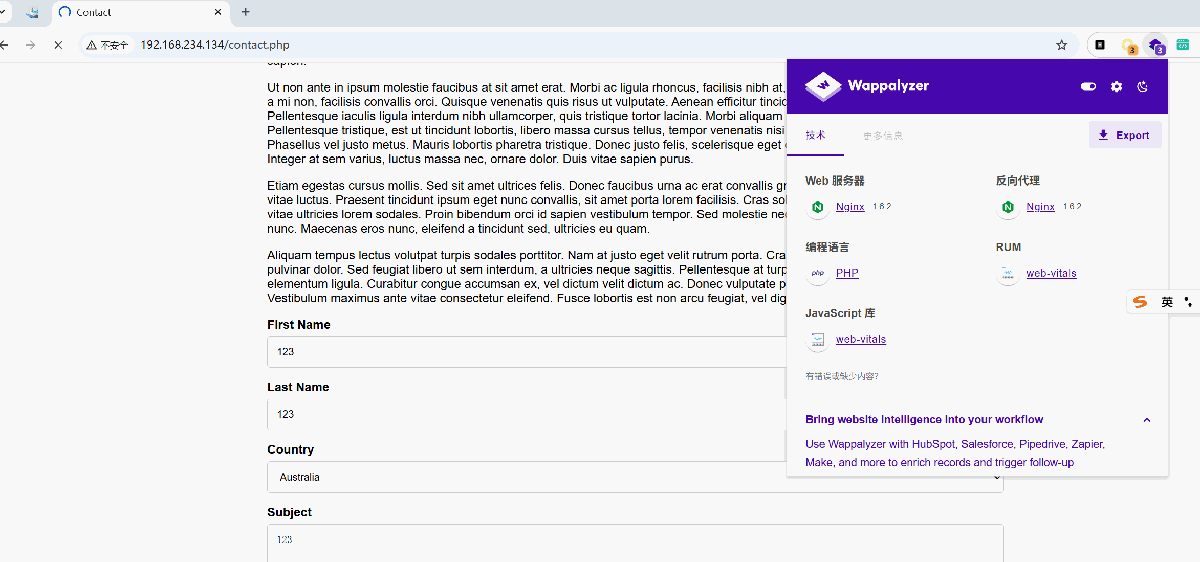 Contact
不安全
192.168.234.134/contact.php
3
3
sapien.
Ut non ante in ipsum molestie faucibus at sit amet erat. Morbi ac ligula rhoncus, facilisis nibh at,
a mi non, facilisis convallis orci. Quisque venenatis quis risus ut vulputate. Aenean efficitur
Pellentesque iaculis ligula interdum nibh ullamcorper, quis tristique tortor lacinia. Morbi aliquam
Pellentesque tristique, est ut tincidunt lobortis, libero massa cursus tellus, tempor venenatis nisi
Phasellus vel justo metus. Mauris lobortis pharetra tristique. Donec justo felis, scelerisque eget
Integer at sem varius, luctus massa nec, ornare dolor. Duis vitae sapien purus.
Etiam egestas cursus mollis. Sed sit amet ultrices felis. Donec faucibus urna ac erat convallis
vitae luctus. Praesent tincidunt ipsum eget nunc convallis, sit amet porta lorem facilisis. Cras
vitae ultricies lorem sodales. Proin bibendum orci id sapien vestibulum tempor. Sed molestie
nunc. Maecenas eros nunc, eleifend a tincidunt sed, ultricies eu quam.
Aliquam tempus lectus volutpat turpis sodales porttitor. Nam at justo eget velit rutrum porta.
pulvinar dolor. Sed feugiat libero ut sem interdum, a ultricies neque sagittis. Pellentesque at
elementum ligula. Curabitur congue accumsan ex, vel dictum velit dictum ac. Donec vulputate
Vestibulum maximus ante vitae consectetur eleifend. Fusce lobortis est non arcu feugiat, vel
First Name
123
Last Name
123
Country
Australia
Subject
123
Wappalyzer
技术
更多信息
Export
Web 服务器
Nginx 1.6.2
反向代理
Nginx 1.6.2
编程语言
PHP
RUM
web-vitals
JavaScript 库
web-vitals
有错误或缺少内容?
Bring website intelligence into your workflow
Use Wappalyzer with HubSpot, Salesforce, Pipedrive, Zapier,
Make, and more to enrich records and trigger follow-up
英